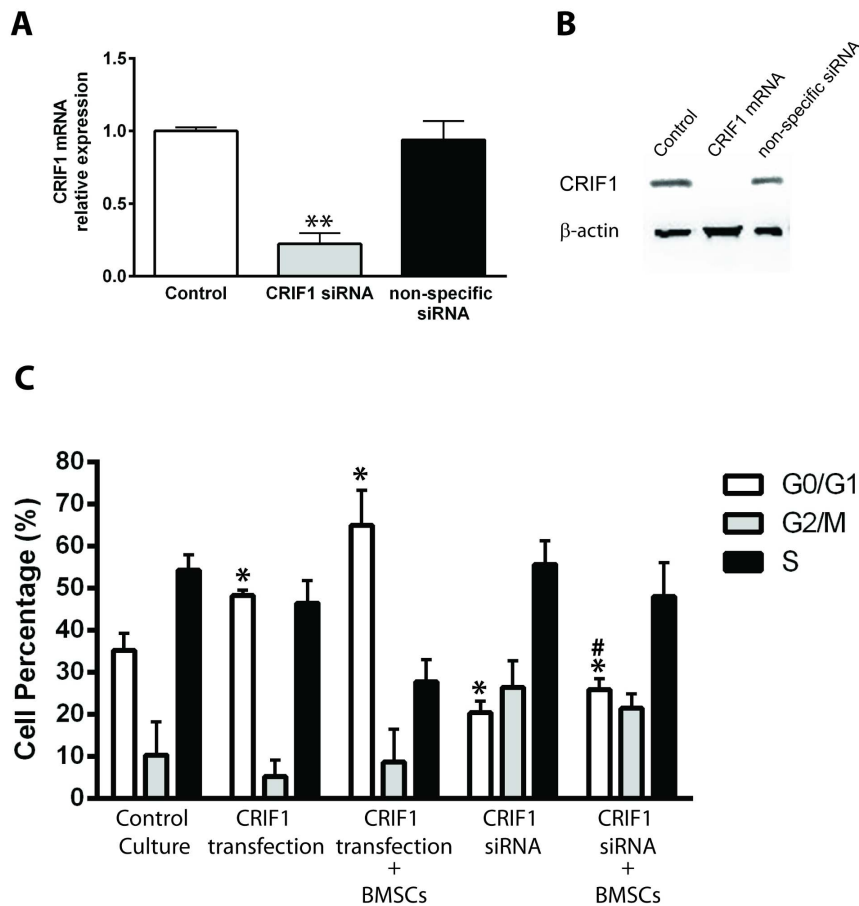 A
CRIF1 mRNA
relative expression
1.5
1.0
0.5
0.0
**
Control
CRIF1 siRNA
non-specific
siRNA
B
Control
CRIF1 mRNA
non-specific siRNA
CRIF1
β-actin
C
Cell Percentage (%)
80
70
60
50
40
30
20
10
0
*
*
*
#
*
G0/G1
G2/M
S
Control
Culture
CRIF1
transfection
CRIF1
transfection
+
BMSCs
CRIF1
siRNA
CRIF1
siRNA
+
BMSCs